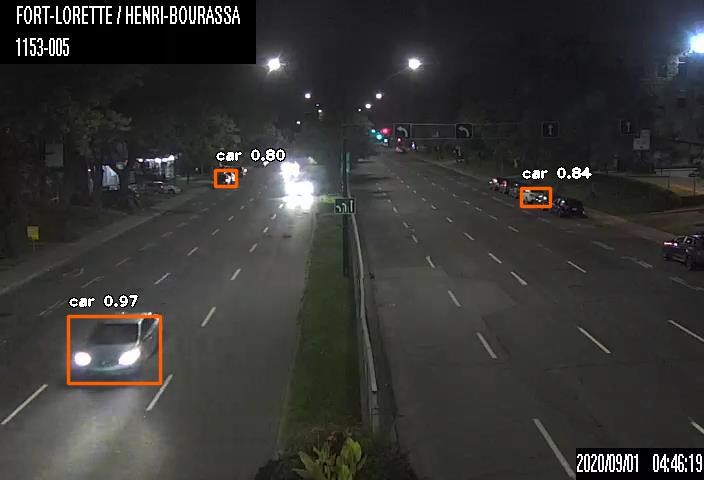 FORT-LORETTE / HENRI-BOURASSA
1153-005
car 0.80
car 0.84
car 0.97
2020/09/01 04:46:19